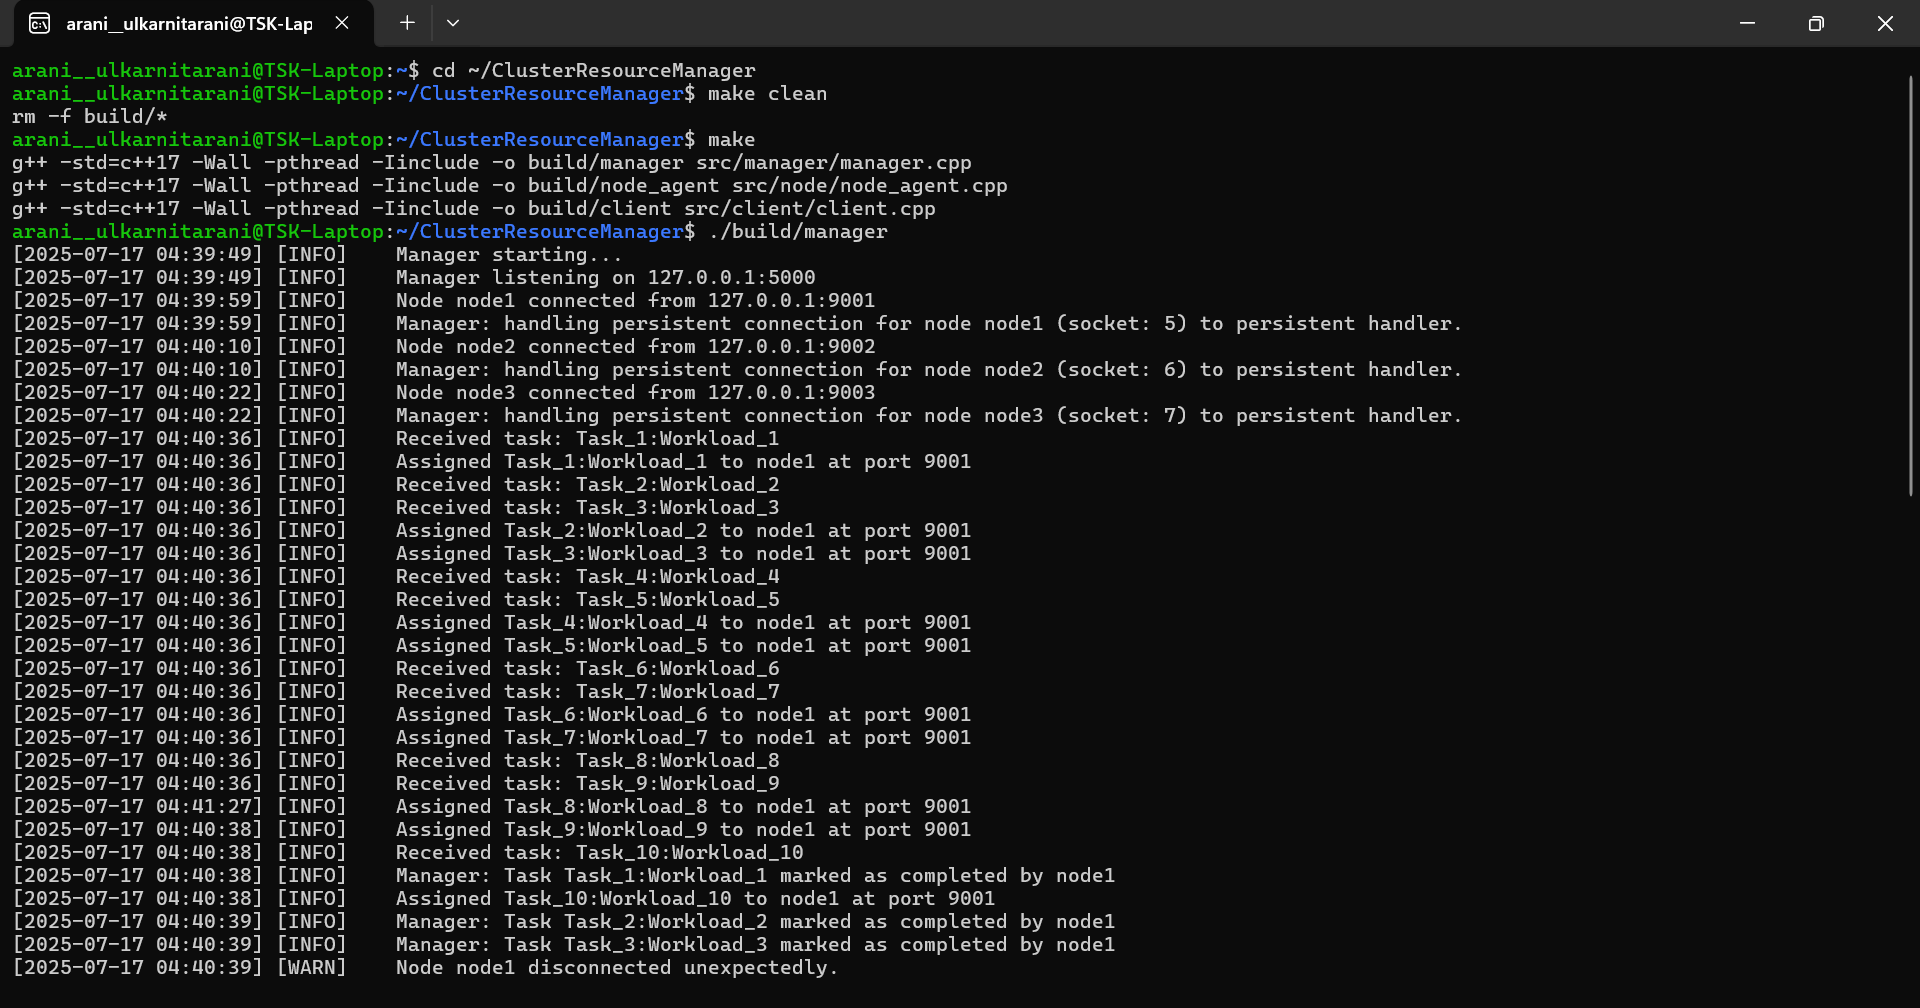 arani__ulkarnitarani@TSK-Lap
arani__ulkarnitarani@TSK-Laptop:~$ cd ~/ClusterResourceManager
arani__ulkarnitarani@TSK-Laptop:~/ClusterResourceManager$ make clean
rm -f build/*
arani__ulkarnitarani@TSK-Laptop:~/ClusterResourceManager$ make
g++ -std=c++17 -Wall -pthread -Iinclude -o build/manager src/manager/manager.cpp
g++ -std=c++17 -Wall -pthread -Iinclude -o build/node_agent src/node/node_agent.cpp
g++ -std=c++17 -Wall -pthread -Iinclude -o build/client src/client/client.cpp
arani__ulkarnitarani@TSK-Laptop:~/ClusterResourceManager$ ./build/manager
[2025-07-17 04:39:49] [INFO]    Manager starting...
[2025-07-17 04:39:49] [INFO]    Manager listening on 127.0.0.1:5000
[2025-07-17 04:39:59] [INFO]    Node node1 connected from 127.0.0.1:9001
[2025-07-17 04:39:59] [INFO]    Manager: handling persistent connection for node node1 (socket: 5) to persistent handler.
[2025-07-17 04:40:10] [INFO]    Node node2 connected from 127.0.0.1:9002
[2025-07-17 04:40:10] [INFO]    Manager: handling persistent connection for node node2 (socket: 6) to persistent handler.
[2025-07-17 04:40:22] [INFO]    Node node3 connected from 127.0.0.1:9003
[2025-07-17 04:40:22] [INFO]    Manager: handling persistent connection for node node3 (socket: 7) to persistent handler.
[2025-07-17 04:40:36] [INFO]    Received task: Task_1:Workload_1
[2025-07-17 04:40:36] [INFO]    Assigned Task_1:Workload_1 to node1 at port 9001
[2025-07-17 04:40:36] [INFO]    Received task: Task_2:Workload_2
[2025-07-17 04:40:36] [INFO]    Received task: Task_3:Workload_3
[2025-07-17 04:40:36] [INFO]    Assigned Task_2:Workload_2 to node1 at port 9001
[2025-07-17 04:40:36] [INFO]    Assigned Task_3:Workload_3 to node1 at port 9001
[2025-07-17 04:40:36] [INFO]    Received task: Task_4:Workload_4
[2025-07-17 04:40:36] [INFO]    Received task: Task_5:Workload_5
[2025-07-17 04:40:36] [INFO]    Assigned Task_4:Workload_4 to node1 at port 9001
[2025-07-17 04:40:36] [INFO]    Assigned Task_5:Workload_5 to node1 at port 9001
[2025-07-17 04:40:36] [INFO]    Received task: Task_6:Workload_6
[2025-07-17 04:40:36] [INFO]    Received task: Task_7:Workload_7
[2025-07-17 04:40:36] [INFO]    Assigned Task_6:Workload_6 to node1 at port 9001
[2025-07-17 04:40:36] [INFO]    Assigned Task_7:Workload_7 to node1 at port 9001
[2025-07-17 04:40:36] [INFO]    Received task: Task_8:Workload_8
[2025-07-17 04:40:36] [INFO]    Received task: Task_9:Workload_9
[2025-07-17 04:41:27] [INFO]    Assigned Task_8:Workload_8 to node1 at port 9001
[2025-07-17 04:40:38] [INFO]    Assigned Task_9:Workload_9 to node1 at port 9001
[2025-07-17 04:40:38] [INFO]    Received task: Task_10:Workload_10
[2025-07-17 04:40:38] [INFO]    Manager: Task Task_1:Workload_1 marked as completed by node1
[2025-07-17 04:40:38] [INFO]    Assigned Task_10:Workload_10 to node1 at port 9001
[2025-07-17 04:40:39] [INFO]    Manager: Task Task_2:Workload_2 marked as completed by node1
[2025-07-17 04:40:39] [INFO]    Manager: Task Task_3:Workload_3 marked as completed by node1
[2025-07-17 04:40:39] [WARN]    Node node1 disconnected unexpectedly.